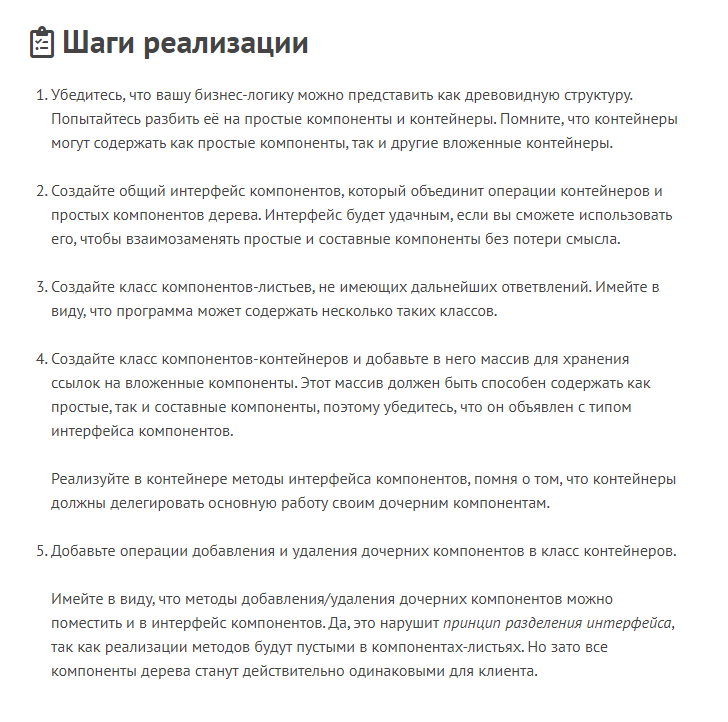 Шаги реализации
1. Убедитесь, что вашу бизнес-логику можно представить как древовидную структуру.
Попытайтесь разбить её на простые компоненты и контейнеры. Помните, что контейнеры
могут содержать как простые компоненты, так и другие вложенные контейнеры.
2. Создайте общий интерфейс компонентов, который объединит операции контейнеров и
простых компонентов дерева. Интерфейс будет удачным, если вы сможете использовать
его, чтобы взаимозаменять простые и составные компоненты без потери смысла.
3. Создайте класс компонентов-листьев, не имеющих дальнейших ответвлений. Имейте в
виду, что программа может содержать несколько таких классов.
4. Создайте класс компонентов-контейнеров и добавьте в него массив для хранения
ссылок на вложенные компоненты. Этот массив должен быть способен содержать как
простые, так и составные компоненты, поэтому убедитесь, что он объявлен с типом
интерфейса компонентов.
Реализуйте в контейнере методы интерфейса компонентов, помня о том, что контейнеры
должны делегировать основную работу своим дочерним компонентам.
5. Добавьте операции добавления и удаления дочерних компонентов в класс контейнеров.
Имейте в виду, что методы добавления/удаления дочерних компонентов можно
поместить и в интерфейс компонентов. Да, это нарушит принцип разделения интерфейса,
так как реализации методов будут пустыми в компонентах-листьях. Но зато все
компоненты дерева станут действительно одинаковыми для клиента.